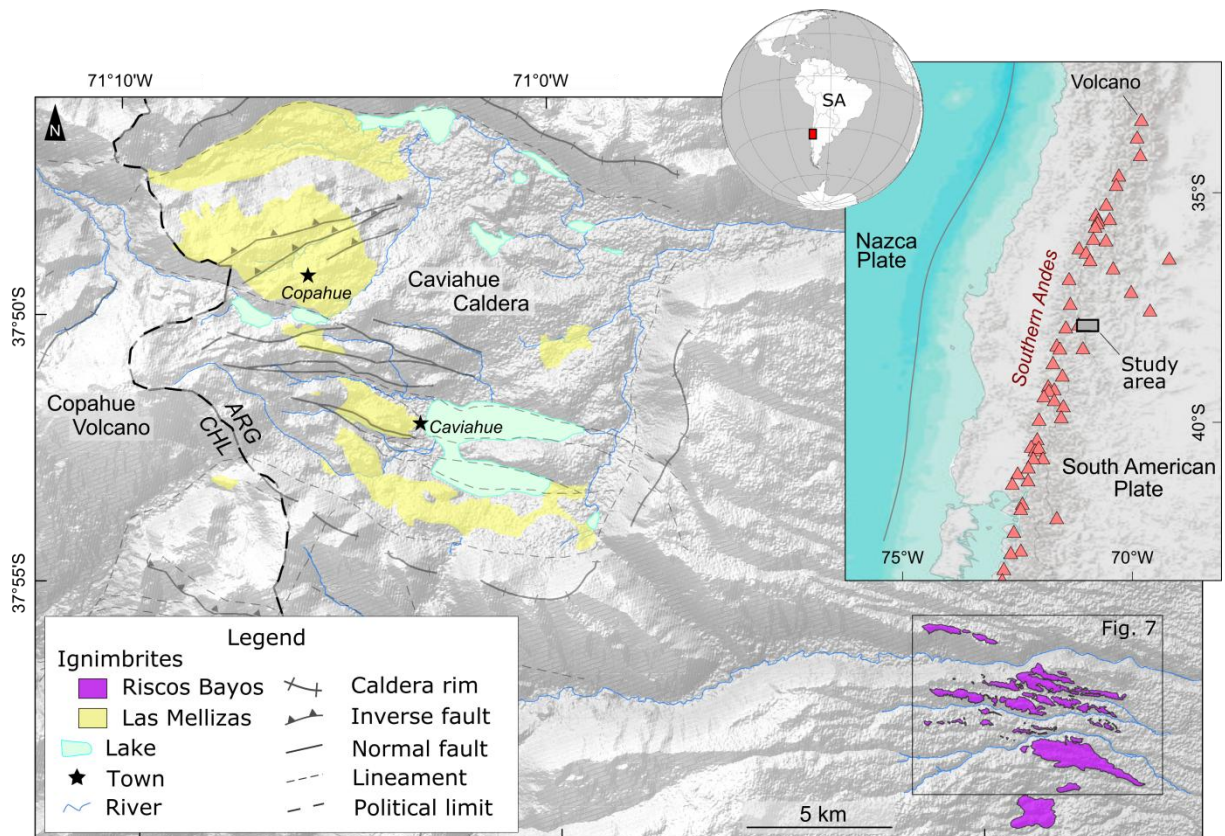 71°10'W
71°0'W
N
SA
Volcano
35°S
Nazca
Plate
Southern Andes
Study
area
40°S
South American
Plate
75°W
70°W
37°50'S
37°55'S
Copahue
Caviahue
Caldera
Copahue
Volcano
ARG
CHL
Caviahue
Fig. 7
Legend
Ignimbrites
Riscos Bayos
Las Mellizas
Lake
Town
River
Caldera rim
Inverse fault
Normal fault
Lineament
Political limit
5 km